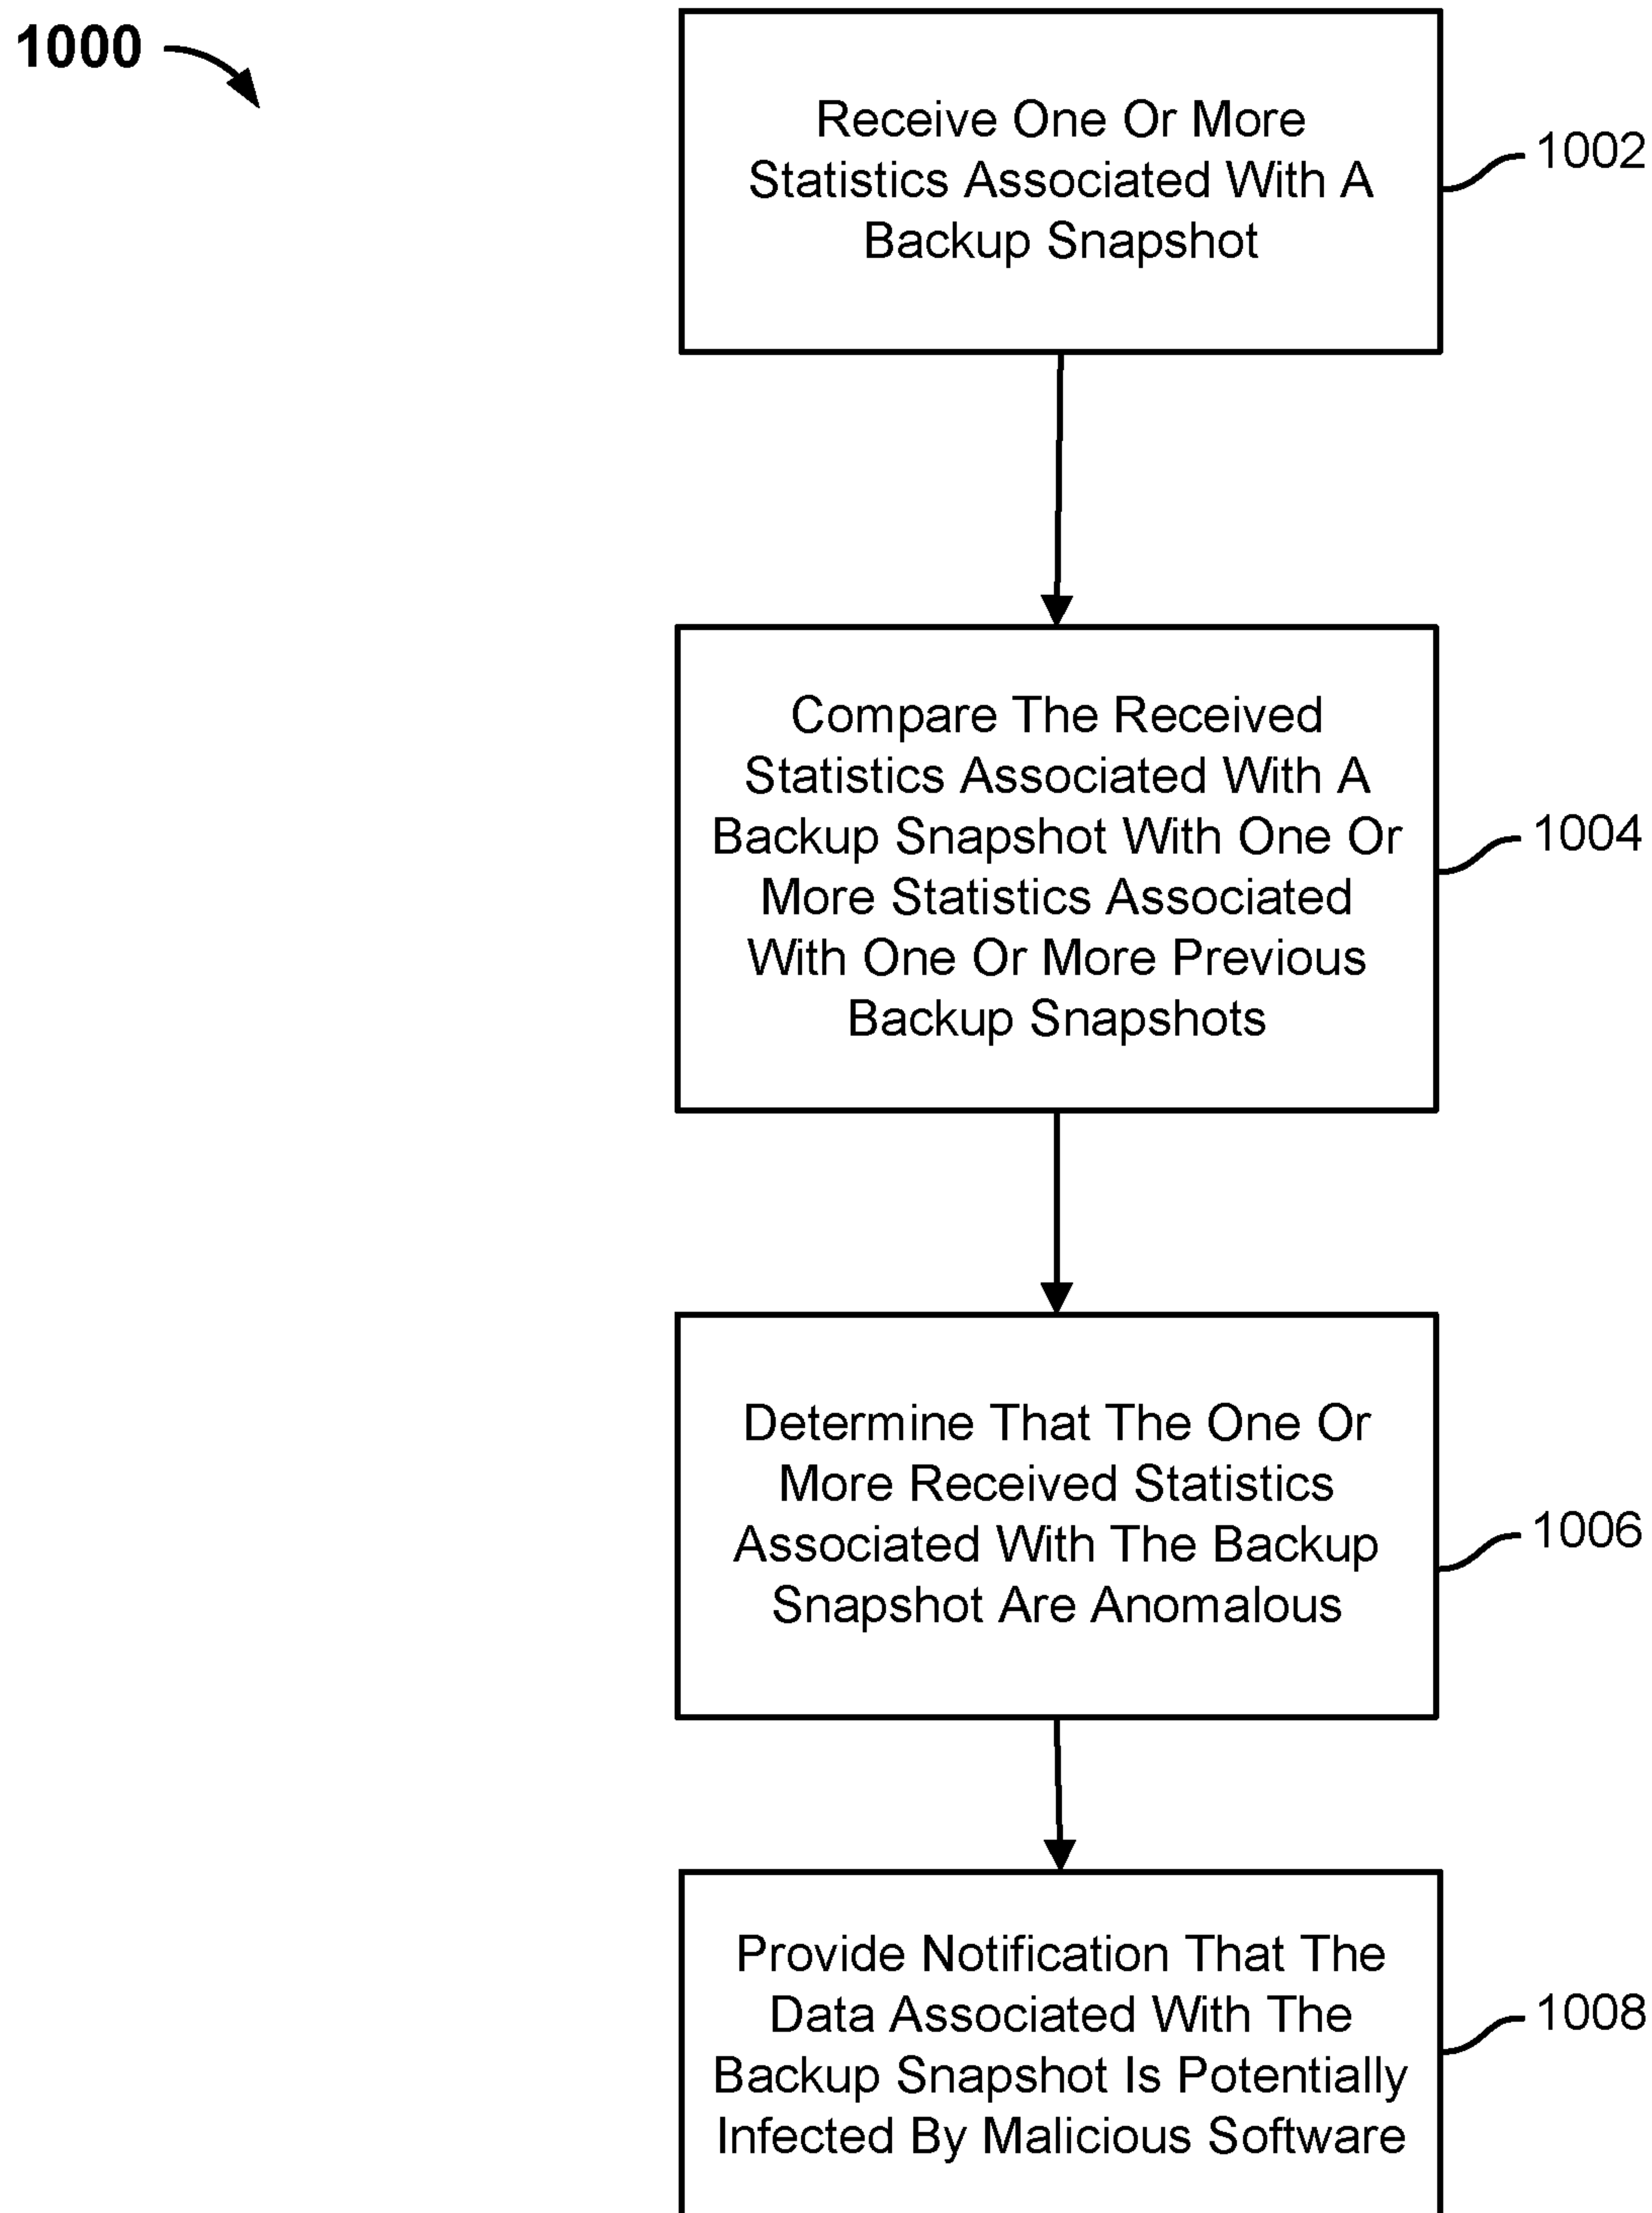 1000
Receive One Or More
Statistics Associated With A
Backup Snapshot
1002
Compare The Received
Statistics Associated With A
Backup Snapshot With One Or
More Statistics Associated
With One Or More Previous
Backup Snapshots
1004
Determine That The One Or
More Received Statistics
Associated With The Backup
Snapshot Are Anomalous
1006
Provide Notification That The
Data Associated With The
Backup Snapshot Is Potentially
Infected By Malicious Software
1008